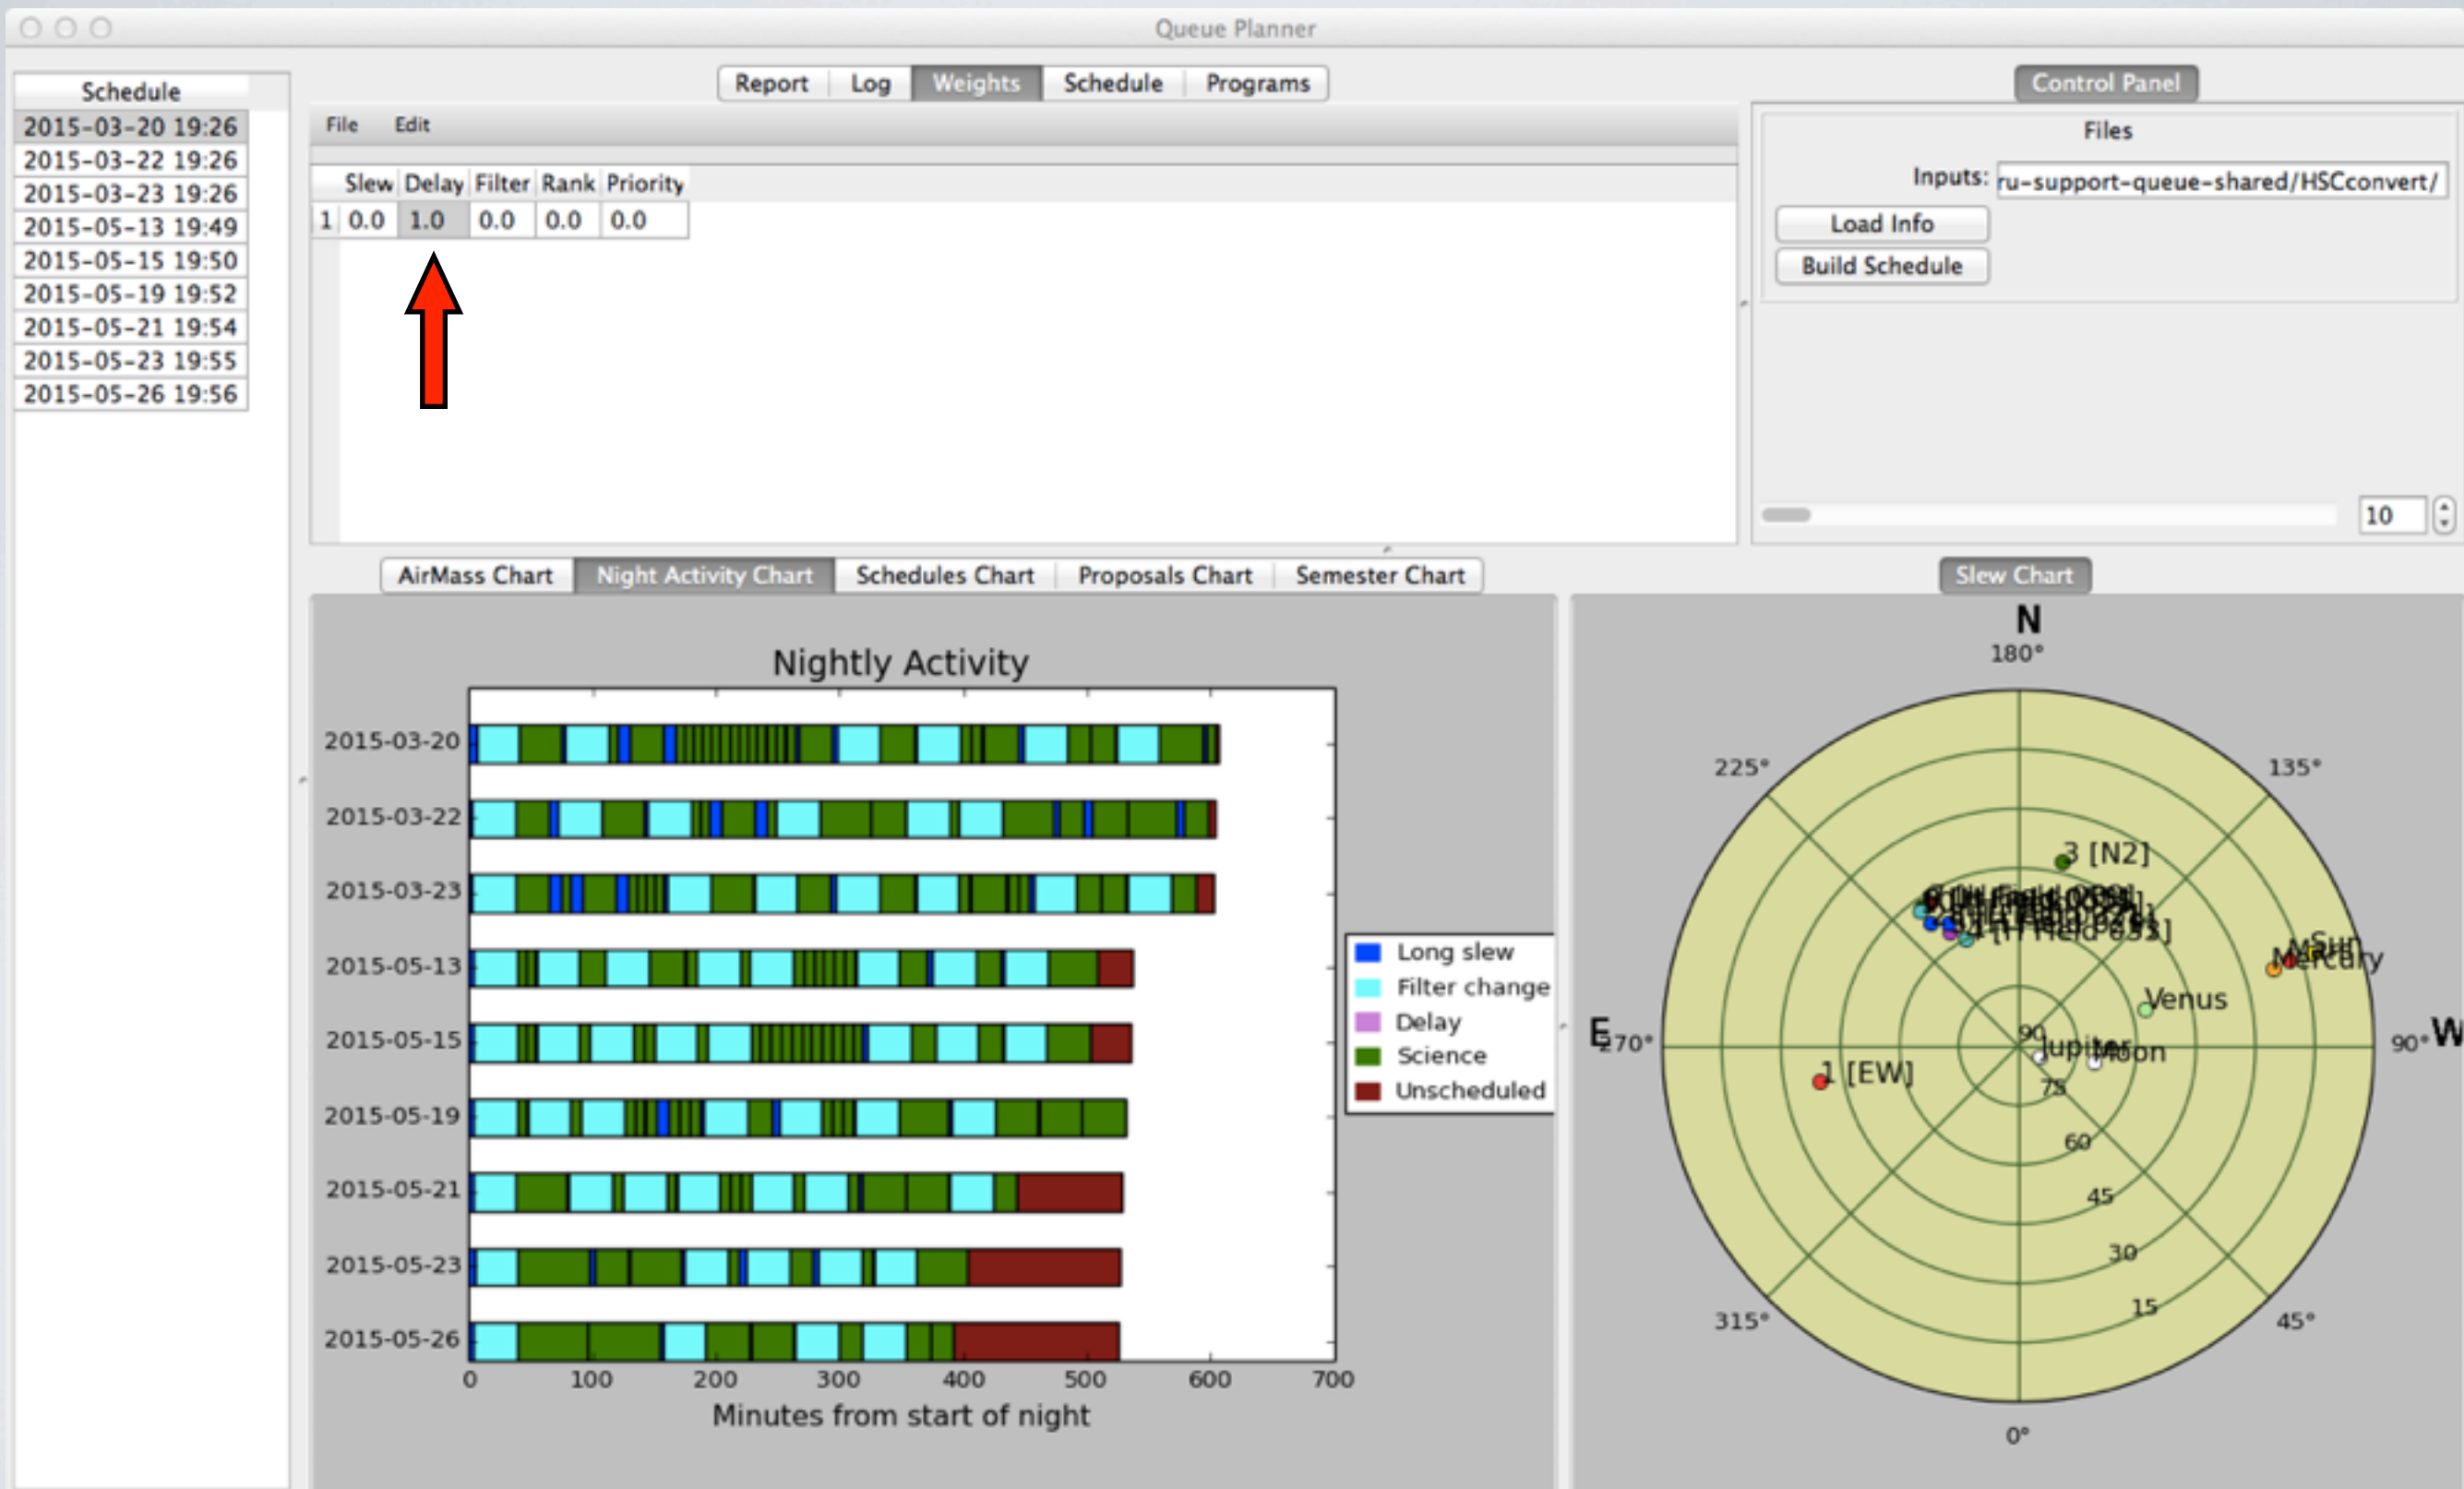 Queue Planner
Schedule
2015-03-20 19:26
2015-03-22 19:26
2015-03-23 19:26
2015-05-13 19:49
2015-05-15 19:50
2015-05-19 19:52
2015-05-21 19:54
2015-05-23 19:55
2015-05-26 19:56
Report Log Weights Schedule Programs
File Edit
Slew Delay Filter Rank Priority
1 0.0 1.0 0.0 0.0 0.0
Control Panel
Files
Inputs: ru-support-queue-shared/HSCconvert/
Load Info
Build Schedule
10
AirMass Chart Night Activity Chart Schedules Chart Proposals Chart Semester Chart
Nightly Activity
2015-03-20
2015-03-22
2015-03-23
2015-05-13
2015-05-15
2015-05-19
2015-05-21
2015-05-23
2015-05-26
0 100 200 300 400 500 600 700
Minutes from start of night
Long slew
Filter change
Delay
Science
Unscheduled
Slew Chart
N
180°
225° 135°
3 [N2]
Sun
Mars
Mercury
Venus
E 270° 90° W
90
Jupiter Moon
1 [EW]
75
60
45
30
15
315° 45°
0°